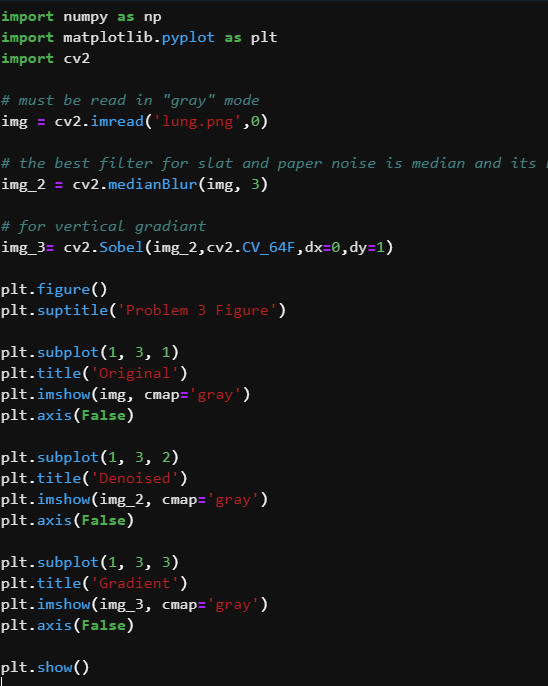 import numpy as np
import matplotlib.pyplot as plt
import cv2
# must be read in "gray" mode
img = cv2.imread('lung.png',0)
# the best filter for slat and paper noise is median and its
img_2 = cv2.medianBlur(img, 3)
# for vertical gradiant
img_3= cv2.Sobel(img_2,cv2.CV_64F,dx=0,dy=1)
plt.figure()
plt.suptitle('Problem 3 Figure')
plt.subplot(1, 3, 1)
plt.title('Original')
plt.imshow(img, cmap='gray')
plt.axis(False)
plt.subplot(1, 3, 2)
plt.title('Denoised')
plt.imshow(img_2, cmap='gray')
plt.axis(False)
plt.subplot(1, 3, 3)
plt.title('Gradient')
plt.imshow(img_3, cmap='gray')
plt.axis(False)
plt.show()